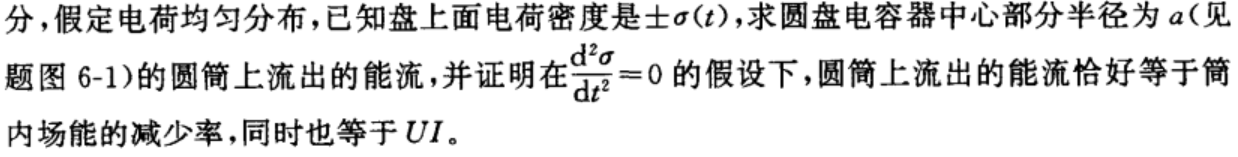 分,假定电荷均匀分布,已知盘上面电荷密度是±σ(t),求圆盘电容器中心部分半径为 a(见
题图 6-1)的圆筒上流出的能流,并证明在$\frac{d^2σ}{dt^2}$=0 的假设下,圆筒上流出的能流恰好等于筒
内场能的减少率,同时也等于 UI。